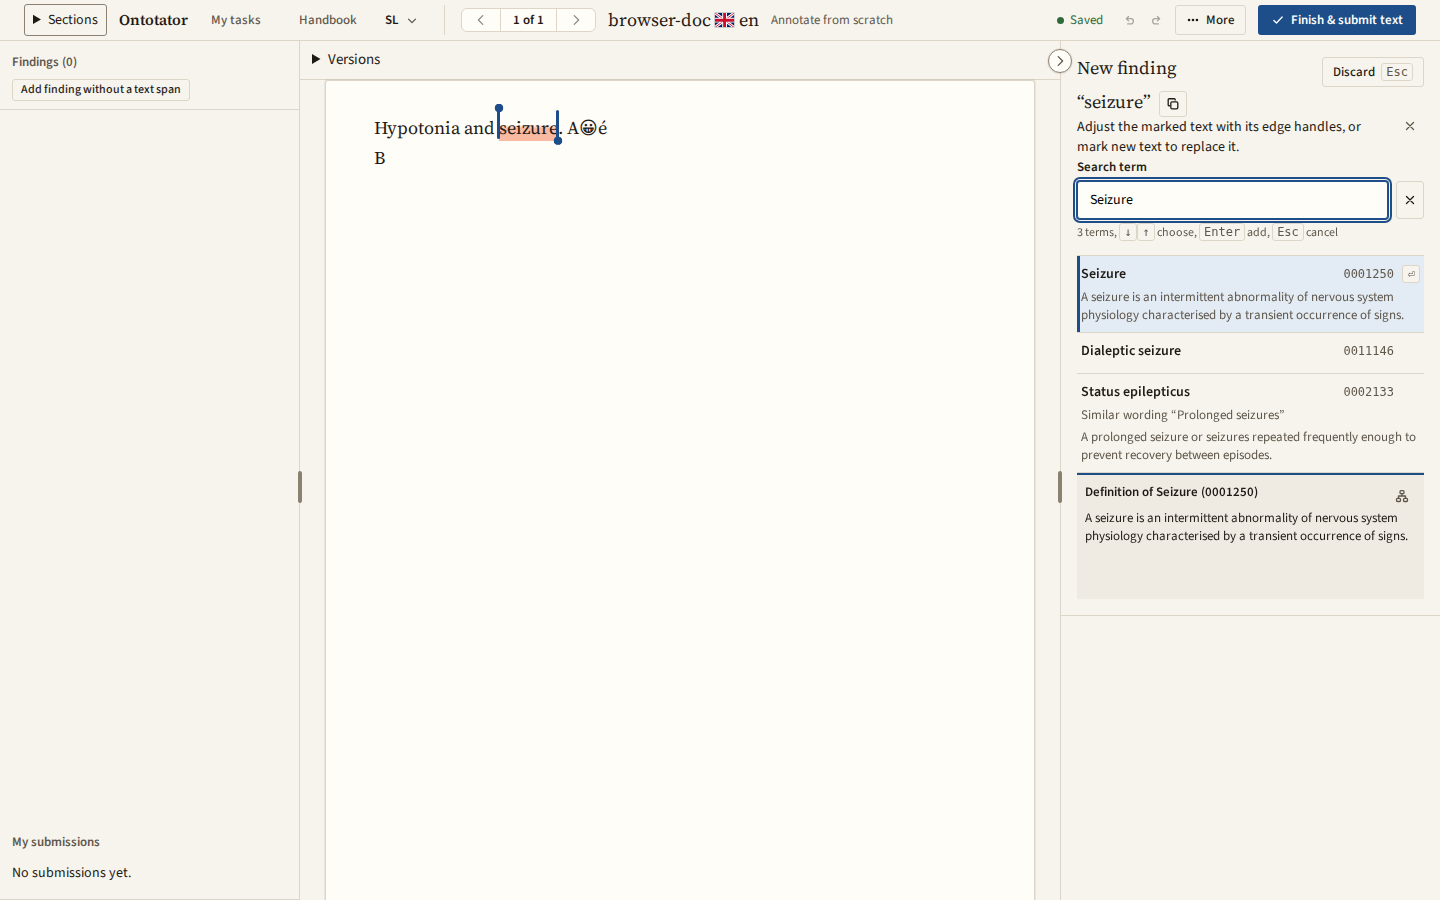 Sections Ontotator My tasks Handbook SL 1 of 1 browser-doc 🇬🇧 en Annotate from scratch Saved More Finish & submit text
Findings (0)
Add finding without a text span
My submissions
No submissions yet.
Versions
Hypotonia and seizure. A😀é
B
New finding
Discard Esc
“seizure”
Adjust the marked text with its edge handles, or
mark new text to replace it.
Search term
Seizure
3 terms, ↓ ↑ choose, Enter add, Esc cancel
Seizure 0001250 ⏎
A seizure is an intermittent abnormality of nervous system
physiology characterised by a transient occurrence of signs.
Dialeptic seizure 0011146
Status epilepticus 0002133
Similar wording “Prolonged seizures”
A prolonged seizure or seizures repeated frequently enough to
prevent recovery between episodes.
Definition of Seizure (0001250)
A seizure is an intermittent abnormality of nervous system
physiology characterised by a transient occurrence of signs.